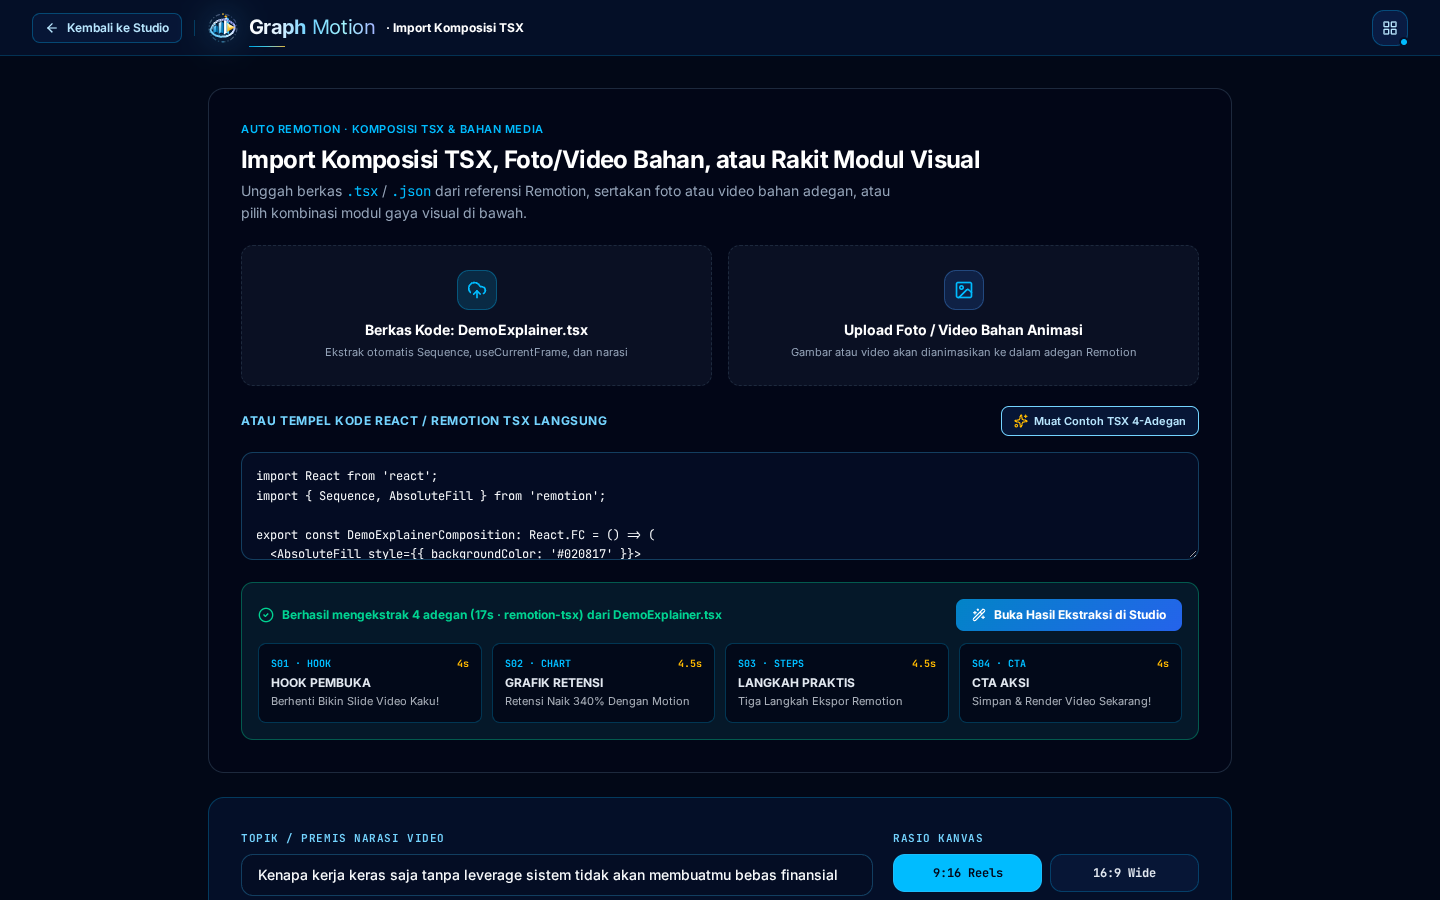 Kembali ke Studio
Graph Motion · Import Komposisi TSX
AUTO REMOTION · KOMPOSISI TSX & BAHAN MEDIA
Import Komposisi TSX, Foto/Video Bahan, atau Rakit Modul Visual
Unggah berkas .tsx / .json dari referensi Remotion, sertakan foto atau video bahan adegan, atau
pilih kombinasi modul gaya visual di bawah.
Berkas Kode: DemoExplainer.tsx
Ekstrak otomatis Sequence, useCurrentFrame, dan narasi
Upload Foto / Video Bahan Animasi
Gambar atau video akan dianimasikan ke dalam adegan Remotion
ATAU TEMPEL KODE REACT / REMOTION TSX LANGSUNG
Muat Contoh TSX 4-Adegan
import React from 'react';
import { Sequence, AbsoluteFill } from 'remotion';
export const DemoExplainerComposition: React.FC = () => (
<AbsoluteFill style={{ backgroundColor: '#020817' }}>
Berhasil mengekstrak 4 adegan (17s · remotion-tsx) dari DemoExplainer.tsx
Buka Hasil Ekstraksi di Studio
S01 · HOOK 4s
HOOK PEMBUKA
Berhenti Bikin Slide Video Kaku!
S02 · CHART 4.5s
GRAFIK RETENSI
Retensi Naik 340% Dengan Motion
S03 · STEPS 4.5s
LANGKAH PRAKTIS
Tiga Langkah Ekspor Remotion
S04 · CTA 4s
CTA AKSI
Simpan & Render Video Sekarang!
TOPIK / PREMIS NARASI VIDEO
Kenapa kerja keras saja tanpa leverage sistem tidak akan membuatmu bebas finansial
RASIO KANVAS
9:16 Reels
16:9 Wide